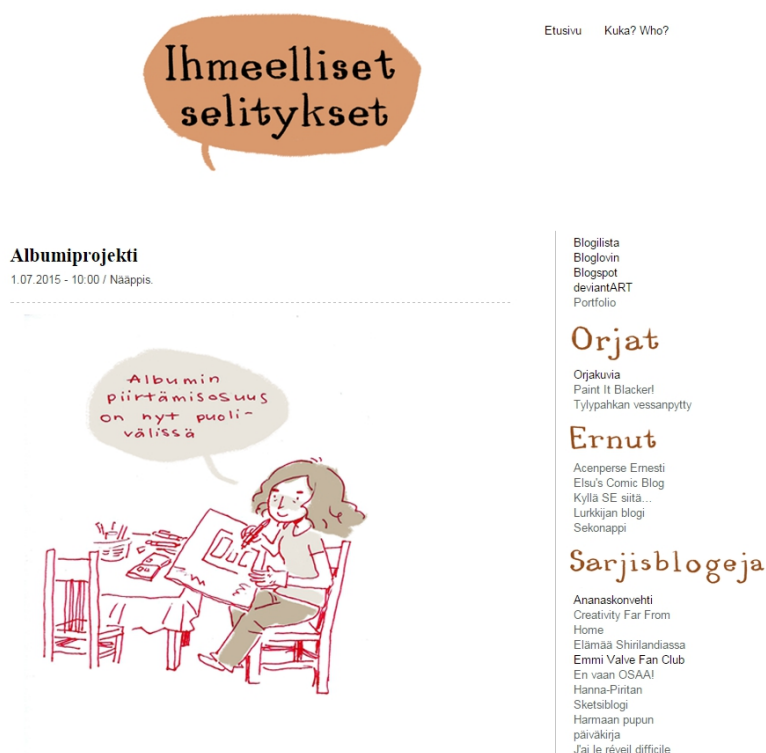 Ihmeelliset
selitykset
Etusivu Kuka? Who?
Albumiprojekti
1.07.2015 - 10:00 / Nääppis.
Albumin
piirtämisosuus
on nyt puoli-
välissä
Blogilista
Bloglovin
Blogspot
deviantART
Portfolio
Orjat
Orjakuvia
Paint It Blacker!
Tylypahkan vessanpytty
Ernut
Acenperse Ernesti
Elsu's Comic Blog
Kyllä SE siitä...
Lurkkijan blogi
Sekonappi
Sarjisblogeja
Ananaskonvehti
Creativity Far From
Home
Elämää Shirilandiassa
Emmi Valve Fan Club
En vaan OSAA!
Hanna-Piritan
Sketsiblogi
Harmaan pupun
päiväkirja
J'ai le réveil difficile